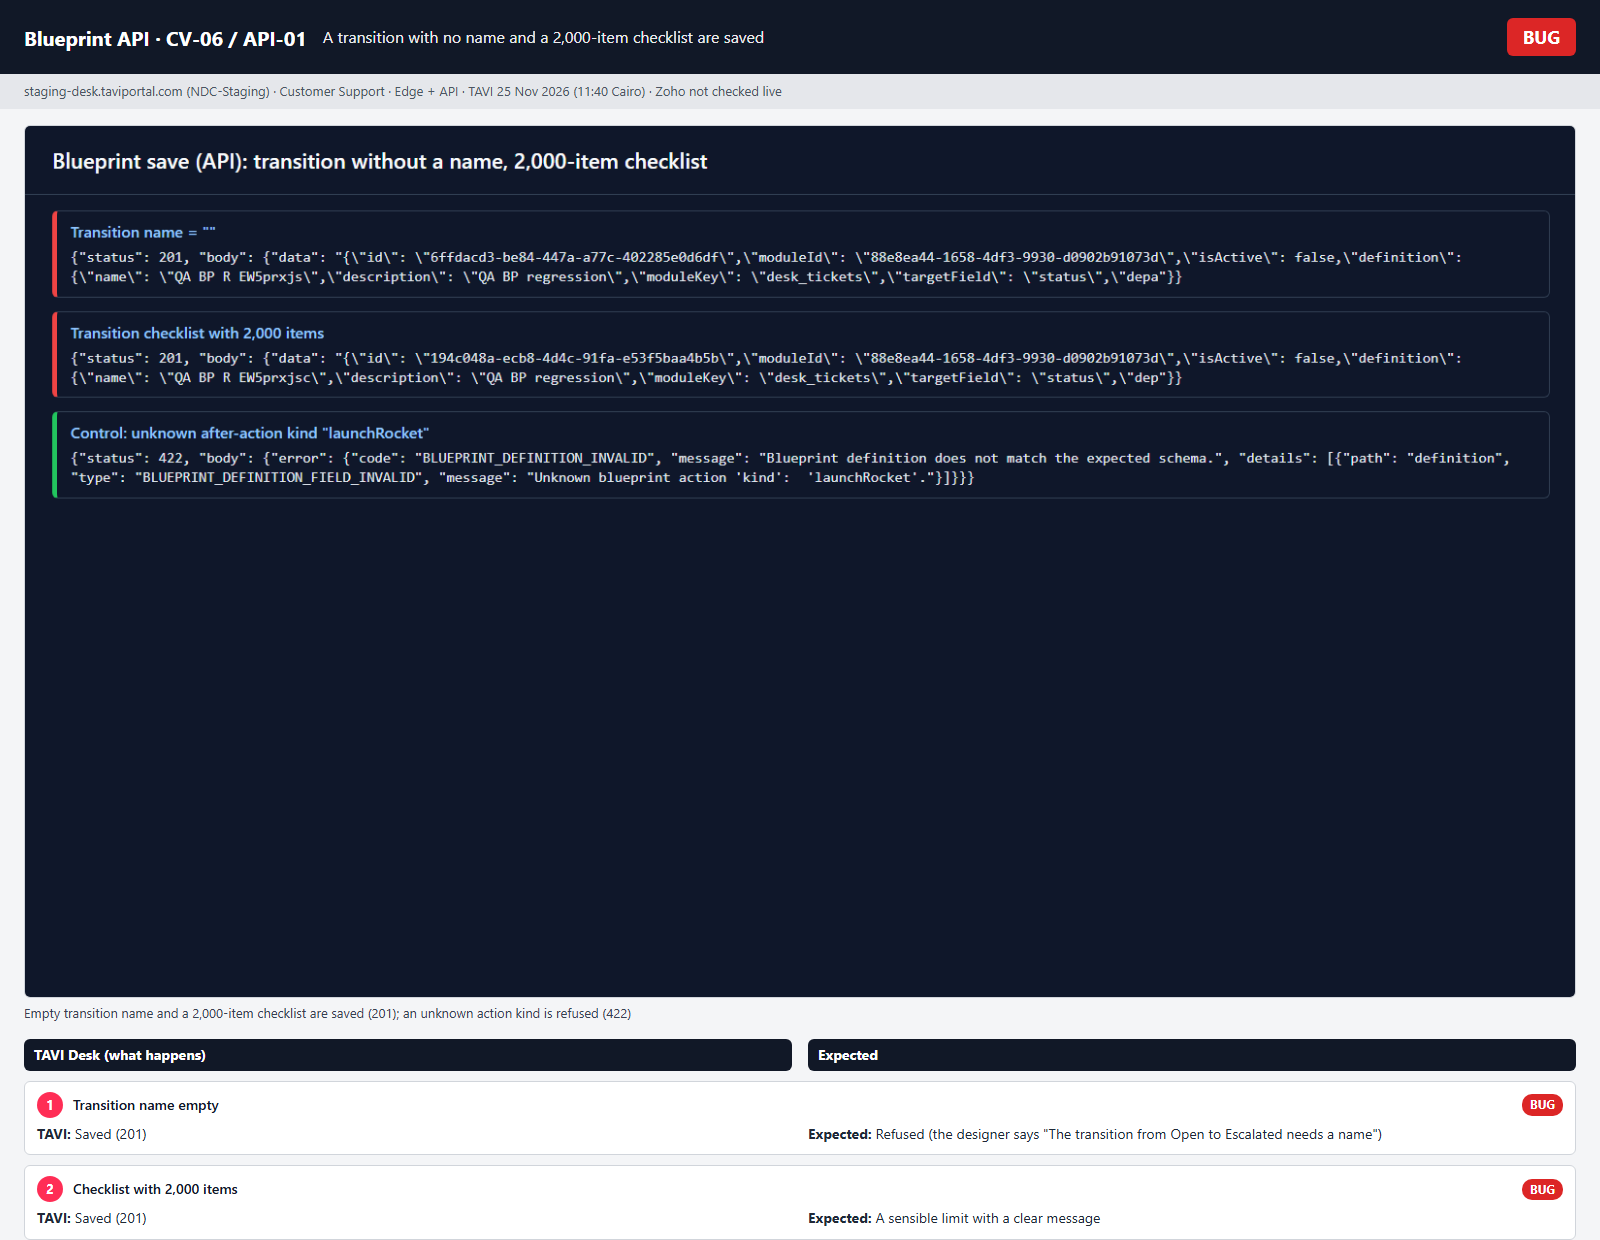 Blueprint API · CV-06 / API-01 A transition with no name and a 2,000-item checklist are saved BUG
staging-desk.taviportal.com (NDC-Staging) · Customer Support · Edge + API · TAVI 25 Nov 2026 (11:40 Cairo) · Zoho not checked live
Blueprint save (API): transition without a name, 2,000-item checklist
Transition name = ""
{"status": 201, "body": {"data": "{\"id\": \"6ffdacd3-be84-447a-a77c-402285e0d6df\",\"moduleId\": \"88e8ea44-1658-4df3-9930-d0902b91073d\",\"isActive\": false,\"definition\":
{\"name\": \"QA BP R EW5prxjs\",\"description\": \"QA BP regression\",\"moduleKey\": \"desk_tickets\",\"targetField\": \"status\",\"depa"}}
Transition checklist with 2,000 items
{"status": 201, "body": {"data": "{\"id\": \"194c048a-ecb8-4d4c-91fa-e53f5baa4b5b\",\"moduleId\": \"88e8ea44-1658-4df3-9930-d0902b91073d\",\"isActive\": false,\"definition\":
{\"name\": \"QA BP R EW5prxjsc\",\"description\": \"QA BP regression\",\"moduleKey\": \"desk_tickets\",\"targetField\": \"status\",\"dep"}}
Control: unknown after-action kind "launchRocket"
{"status": 422, "body": {"error": {"code": "BLUEPRINT_DEFINITION_INVALID", "message": "Blueprint definition does not match the expected schema.", "details": [{"path": "definition",
"type": "BLUEPRINT_DEFINITION_FIELD_INVALID", "message": "Unknown blueprint action 'kind':  'launchRocket'."}]}}}
Empty transition name and a 2,000-item checklist are saved (201); an unknown action kind is refused (422)
TAVI Desk (what happens) Expected
1 Transition name empty BUG
TAVI: Saved (201) Expected: Refused (the designer says "The transition from Open to Escalated needs a name")
2 Checklist with 2,000 items BUG
TAVI: Saved (201) Expected: A sensible limit with a clear message